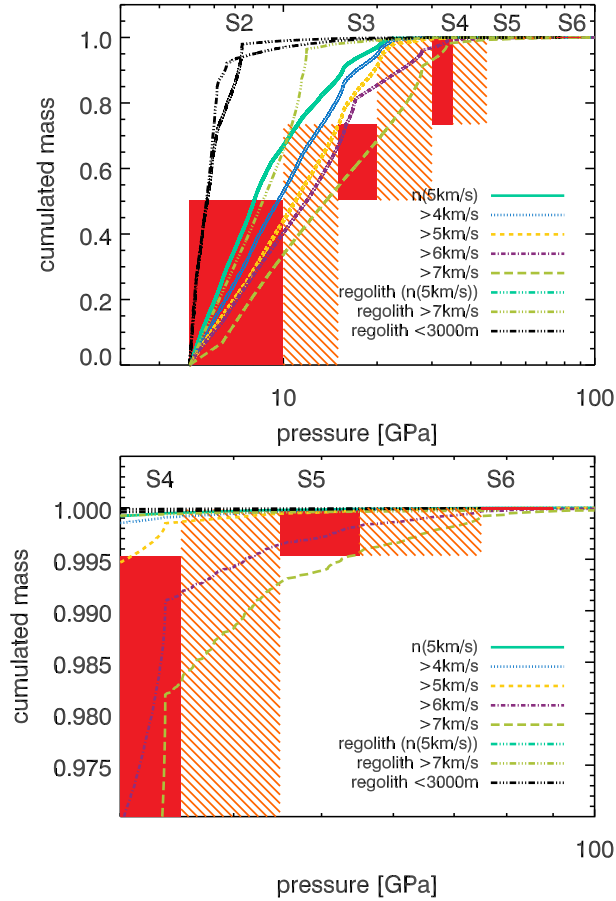 S2 S3 S4 S5 S6
1.0
0.8
0.6
0.4
0.2
0.0
cumulated mass
n(5km/s)
>4km/s
>5km/s
>6km/s
>7km/s
regolith (n(5km/s))
regolith >7km/s
regolith <3000m
10 100
pressure [GPa]
S4 S5 S6
1.000
0.995
0.990
0.985
0.980
0.975
cumulated mass
n(5km/s)
>4km/s
>5km/s
>6km/s
>7km/s
regolith (n(5km/s))
regolith >7km/s
regolith <3000m
100
pressure [GPa]